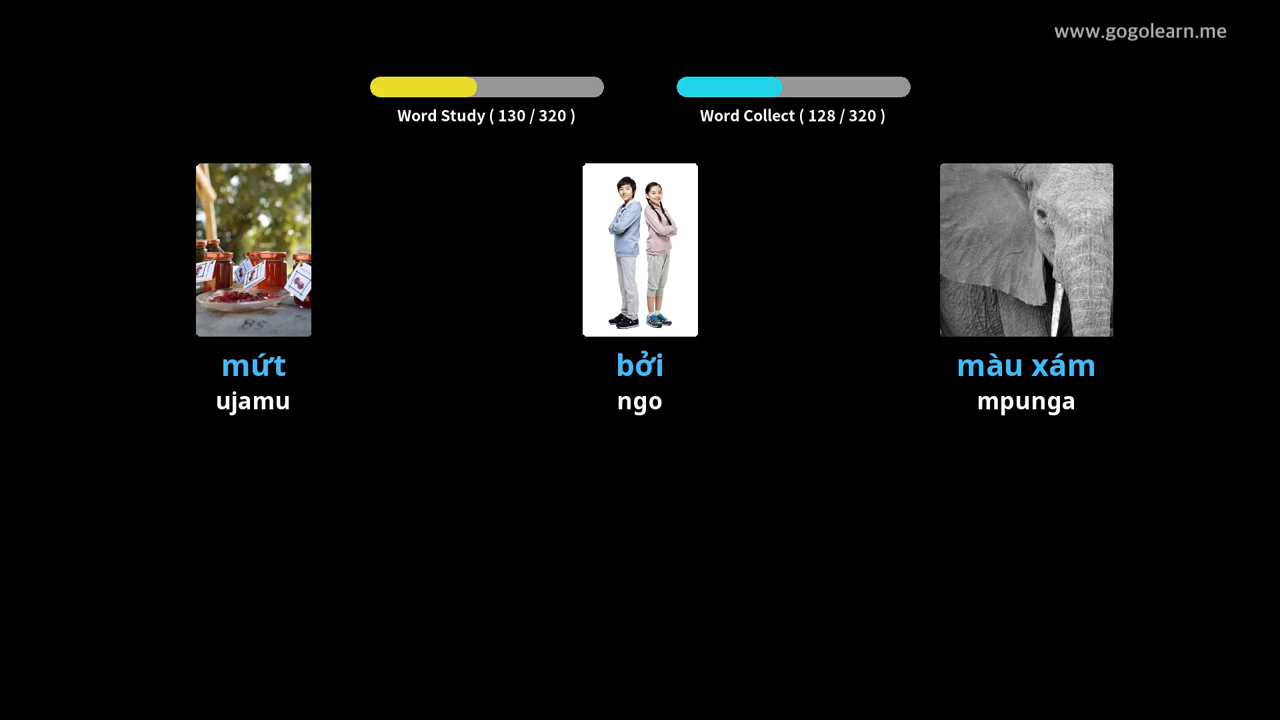 www.gogolearn.me
Word Study ( 130 / 320 )
Word Collect ( 128 / 320 )
mứt
ujamu
bởi
ngo
màu xám
mpunga